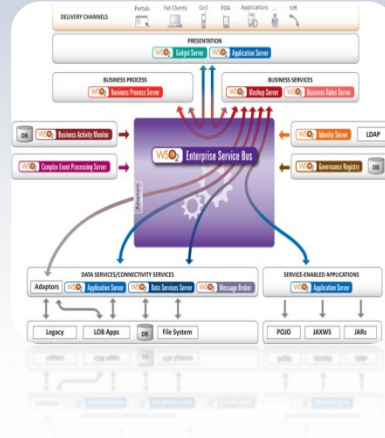 DELIVERY CHANNELS
Portals Fat Clients Cell PDA Applications ... IVR
PRESENTATION
WSO2 Gadget Server WSO2 Application Server
BUSINESS PROCESS
WSO2 Business Process Server
BUSINESS SERVICES
WSO2 Mashup Server WSO2 Business Rules Server
DB WSO2 Business Activity Monitor
WSO2 Identity Server LDAP
WSO2 Enterprise Service Bus
WSO2 Complex Event Processing Server
WSO2 Governance Registry DB
Adaptors
DATA SERVICES/CONNECTIVITY SERVICES
Adaptors WSO2 Application Server WSO2 Data Services Server WSO2 Message Broker
SERVICE-ENABLED APPLICATIONS
WSO2 Application Server
Legacy LOB Apps DB File System
POJO JAXWS JARs